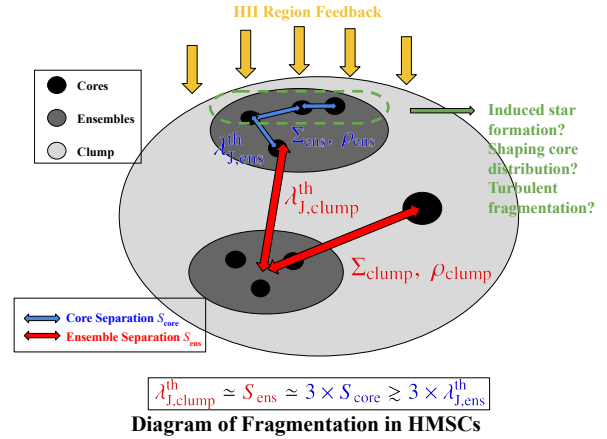 HII Region Feedback
Cores
Ensembles
Clump
λ^th_J,ens
Σ_ens, ρ_ens
Induced star
formation?
Shaping core
distribution?
Turbulent
fragmentation?
λ^th_J,clump
Σ_clump, ρ_clump
Core Separation S_core
Ensemble Separation S_ens
λ^th_J,clump ≃ S_ens ≃ 3 × S_core ≳ 3 × λ^th_J,ens
Diagram of Fragmentation in HMSCs